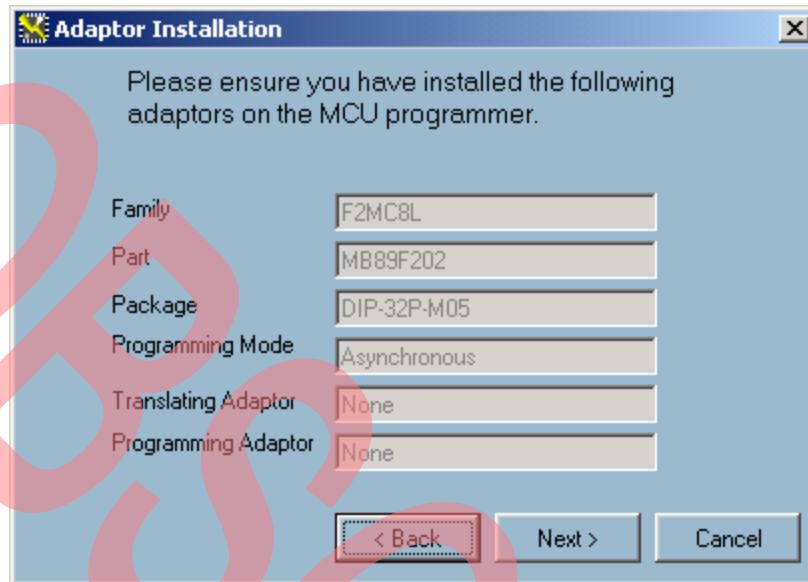 Adaptor Installation
Please ensure you have installed the following
adaptors on the MCU programmer.
Family F2MC8L
Part MB89F202
Package DIP-32P-M05
Programming Mode Asynchronous
Translating Adaptor None
Programming Adaptor None
< Back Next > Cancel